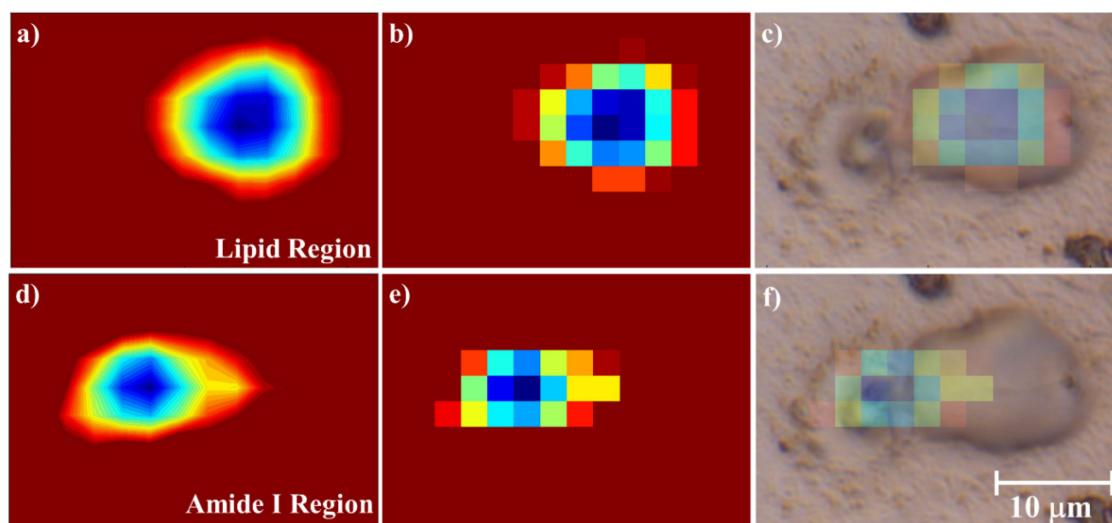 a)
b)
c)
Lipid Region
d)
e)
f)
Amide I Region
10 μm